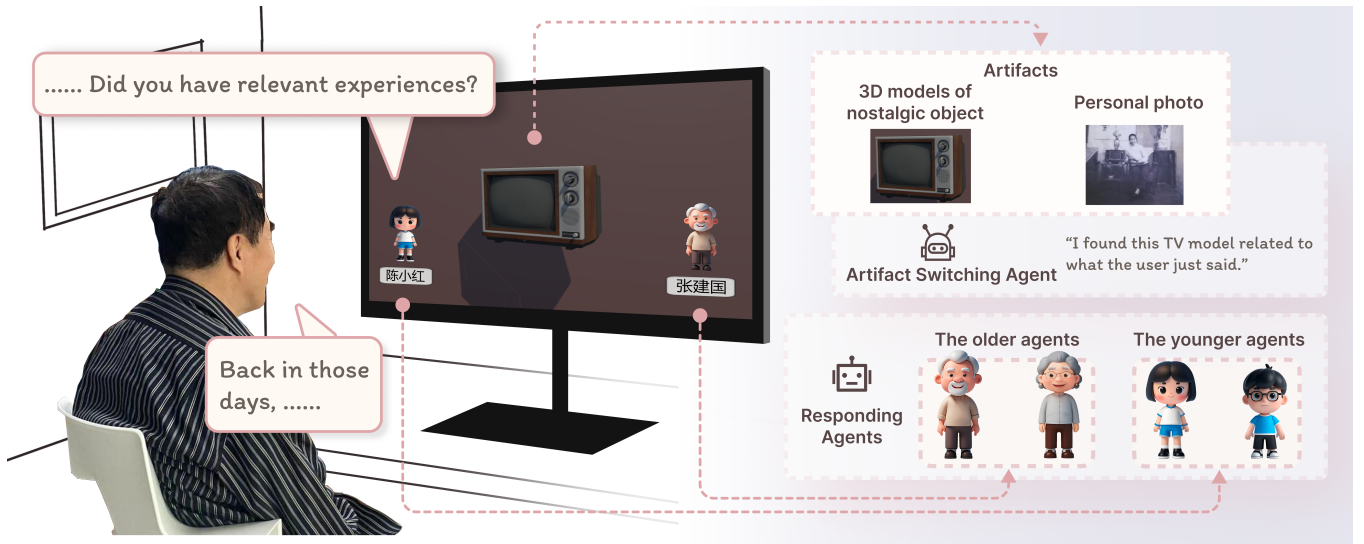 ...... Did you have relevant experiences?
陈小红
张建国
Back in those
days, ......
Artifacts
3D models of
nostalgic object
Personal photo
Artifact Switching Agent
“I found this TV model related to
what the user just said.”
Responding
Agents
The older agents
The younger agents